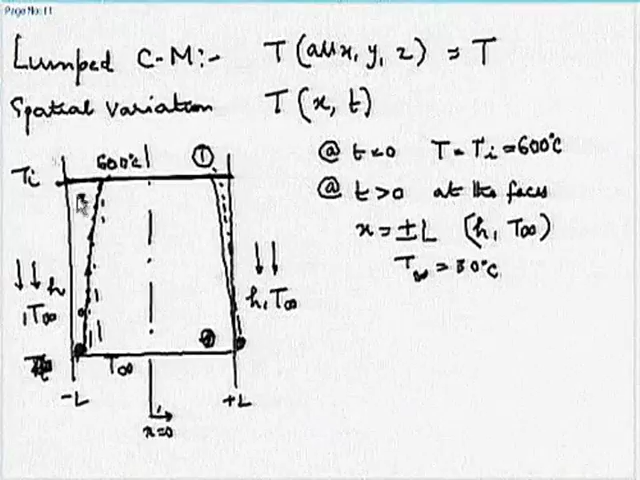 Page No: 11
Lumped C-M:- T(all x, y, z) = T
Spatial Variation T(x, t)
600°C ①
@ t<0 T = Ti = 600°C
Ti
@ t>0 at the faces
x = ±L (h, T∞)
T∞ = 30°C
h
h, T∞
, T∞
T∞
-L
+L
x=0